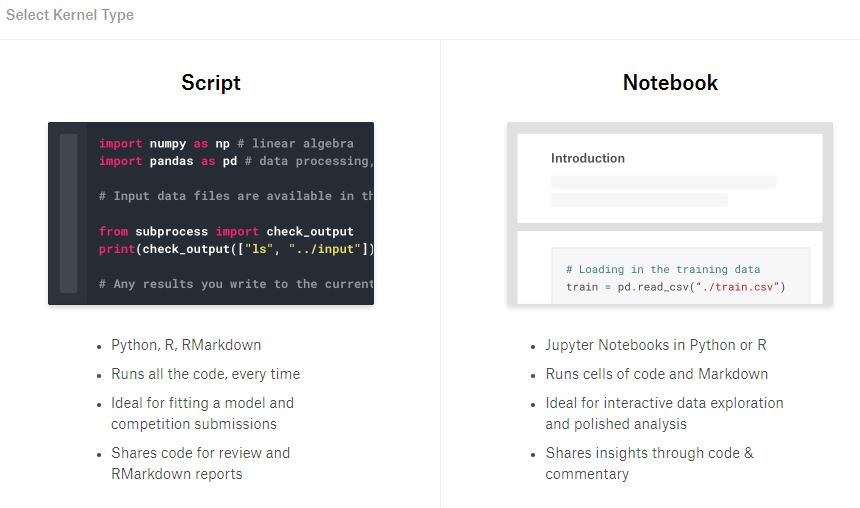 Select Kernel Type
Script
import numpy as np # linear algebra
import pandas as pd # data processing,
# Input data files are available in th
from subprocess import check_output
print(check_output(["ls", "../input"])
# Any results you write to the current
• Python, R, RMarkdown
• Runs all the code, every time
• Ideal for fitting a model and
competition submissions
• Shares code for review and
RMarkdown reports
Notebook
Introduction
# Loading in the training data
train = pd.read_csv("./train.csv")
• Jupyter Notebooks in Python or R
• Runs cells of code and Markdown
• Ideal for interactive data exploration
and polished analysis
• Shares insights through code &
commentary